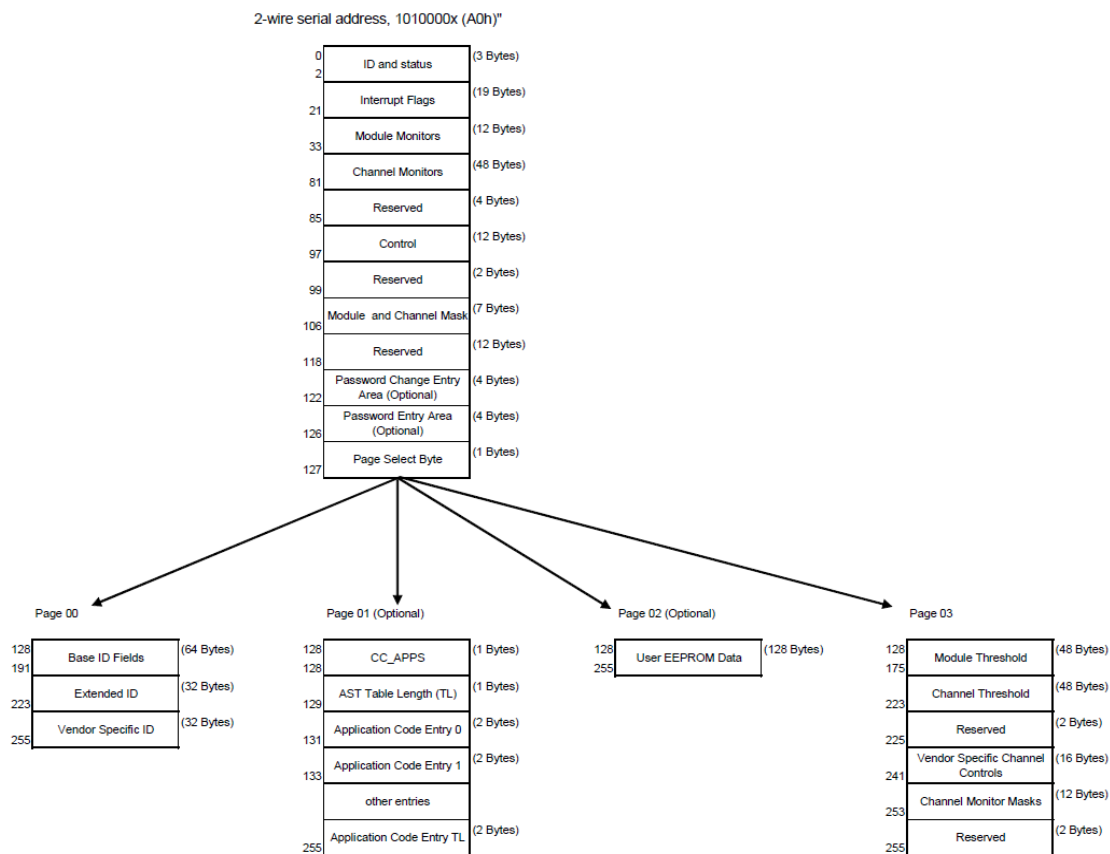 2-wire serial address, 1010000x (A0h)"
0
2
ID and status
(3 Bytes)
21
Interrupt Flags
(19 Bytes)
33
Module Monitors
(12 Bytes)
81
Channel Monitors
(48 Bytes)
85
Reserved
(4 Bytes)
97
Control
(12 Bytes)
99
Reserved
(2 Bytes)
106
Module and Channel Mask
(7 Bytes)
118
Reserved
(12 Bytes)
122
Password Change Entry
Area (Optional)
(4 Bytes)
126
Password Entry Area
(Optional)
(4 Bytes)
127
Page Select Byte
(1 Bytes)
Page 00
128
191
Base ID Fields
(64 Bytes)
223
Extended ID
(32 Bytes)
255
Vendor Specific ID
(32 Bytes)
Page 01 (Optional)
128
128
CC_APPS
(1 Bytes)
129
AST Table Length (TL)
(1 Bytes)
131
Application Code Entry 0
(2 Bytes)
133
Application Code Entry 1
(2 Bytes)
other entries
255
Application Code Entry TL
(2 Bytes)
Page 02 (Optional)
128
255
User EEPROM Data
(128 Bytes)
Page 03
128
175
Module Threshold
(48 Bytes)
223
Channel Threshold
(48 Bytes)
225
Reserved
(2 Bytes)
241
Vendor Specific Channel
Controls
(16 Bytes)
253
Channel Monitor Masks
(12 Bytes)
255
Reserved
(2 Bytes)